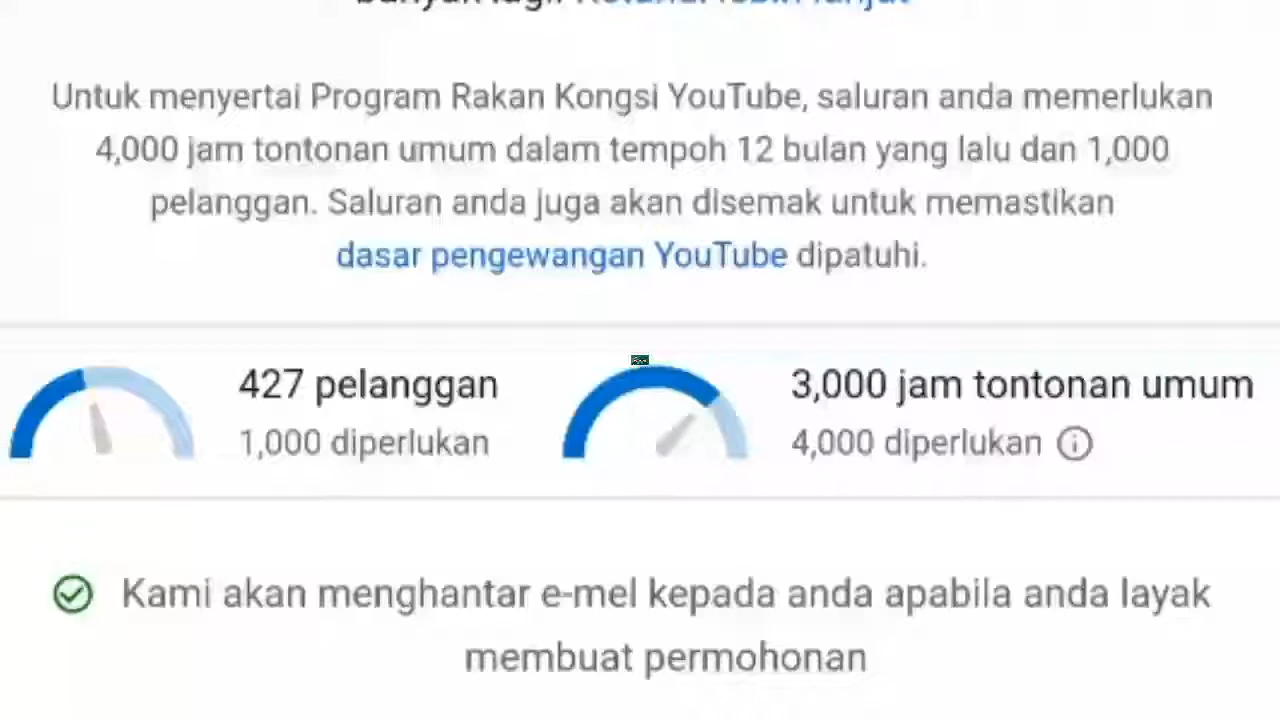 Untuk menyertai Program Rakan Kongsi YouTube, saluran anda memerlukan
4,000 jam tontonan umum dalam tempoh 12 bulan yang lalu dan 1,000
pelanggan. Saluran anda juga akan disemak untuk memastikan
dasar pengewangan YouTube dipatuhi.
427 pelanggan
1,000 diperlukan
3,000 jam tontonan umum
4,000 diperlukan
Kami akan menghantar e-mel kepada anda apabila anda layak
membuat permohonan